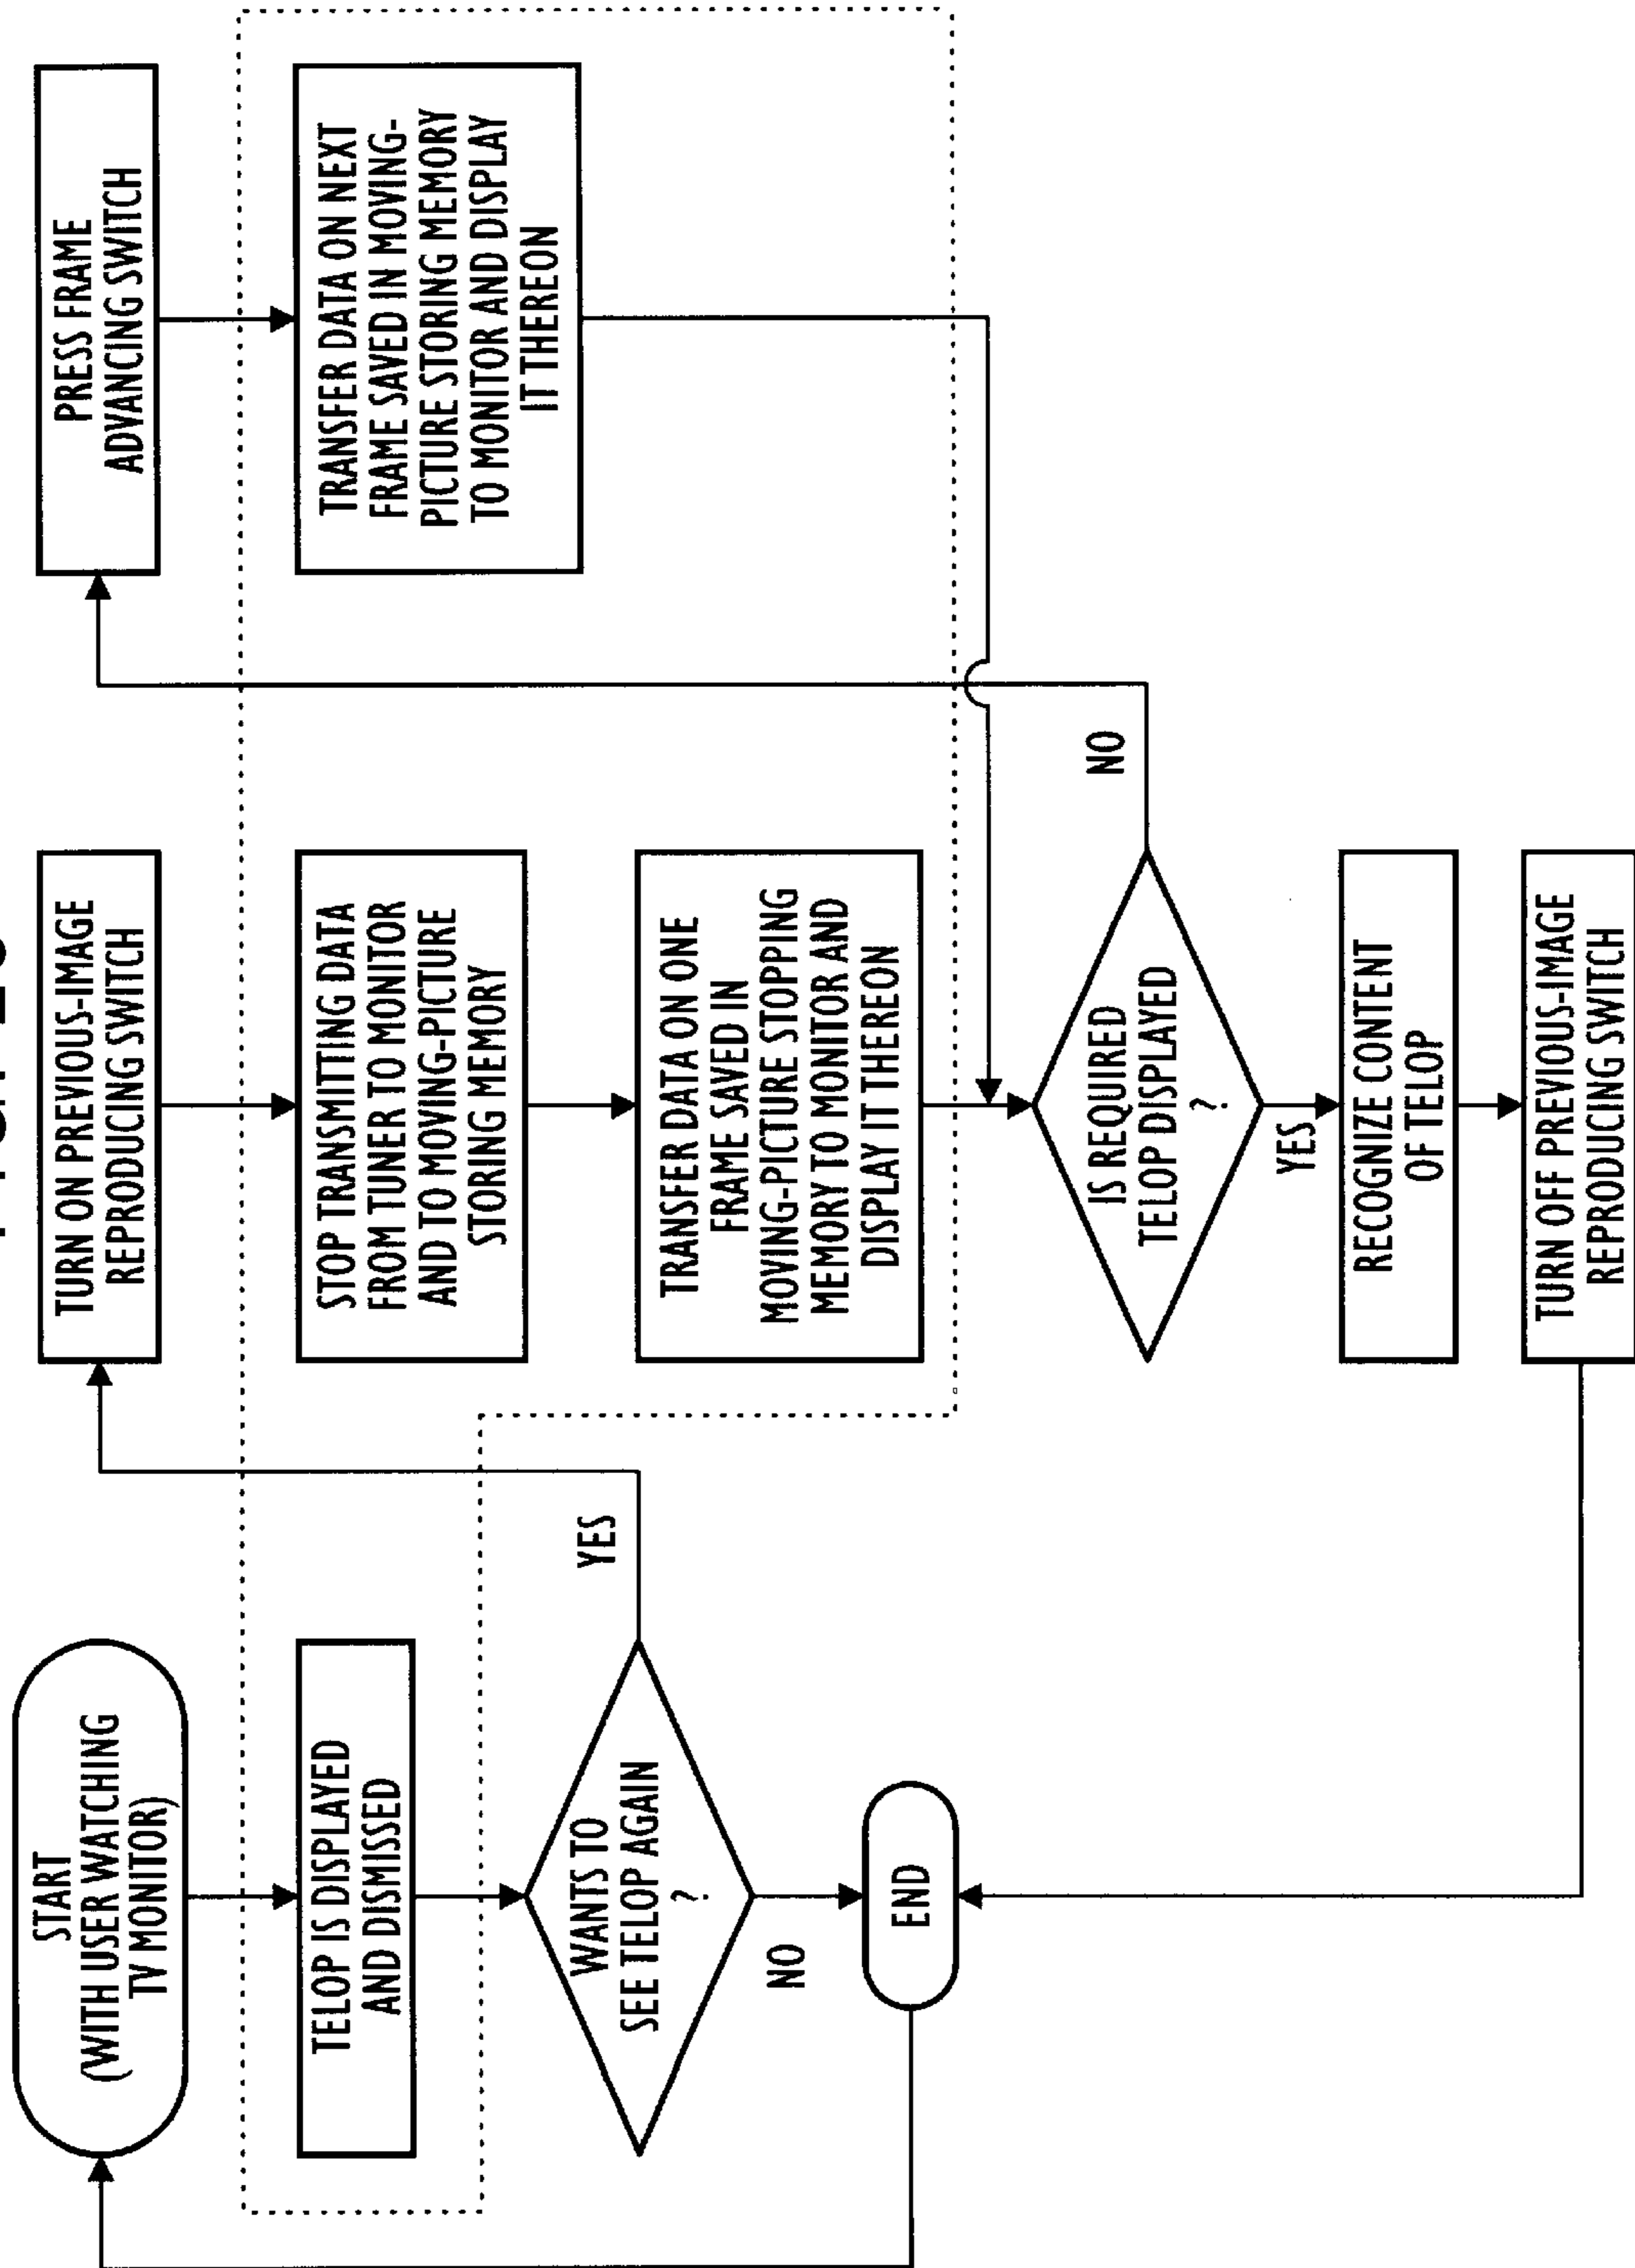 START
(WITH USER WATCHING
TV MONITOR)
TELOP IS DISPLAYED
AND DISMISSED
WANTS TO
SEE TELOP AGAIN
?
YES
NO
END
TURN ON PREVIOUS-IMAGE
REPRODUCING SWITCH
STOP TRANSMITTING DATA
FROM TUNER TO MONITOR
AND TO MOVING-PICTURE
STORING MEMORY
TRANSFER DATA ON ONE
FRAME SAVED IN
MOVING-PICTURE STOPPING
MEMORY TO MONITOR AND
DISPLAY IT THEREON
IS REQUIRED
TELOP DISPLAYED
?
NO
YES
RECOGNIZE CONTENT
OF TELOP
TURN OFF PREVIOUS-IMAGE
REPRODUCING SWITCH
PRESS FRAME
ADVANCING SWITCH
TRANSFER DATA ON NEXT
FRAME SAVED IN MOVING-
PICTURE STORING MEMORY
TO MONITOR AND DISPLAY
IT THEREON